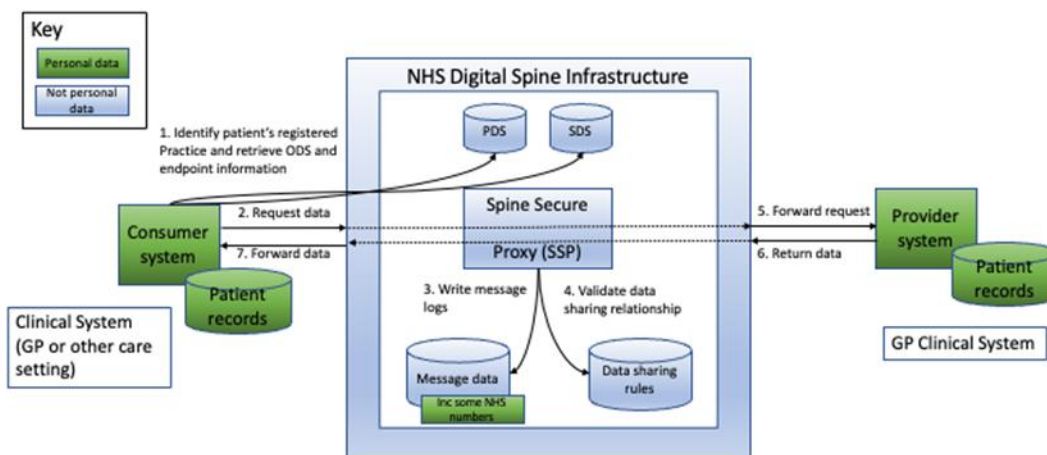 Key
Personal data
Not personal
data
NHS Digital Spine Infrastructure
PDS
SDS
1. Identify patient's registered
Practice and retrieve ODS and
endpoint information
Consumer
system
Patient
records
2. Request data
7. Forward data
Spine Secure
Proxy (SSP)
5. Forward request
6. Return data
Provider
system
Patient
records
3. Write message
logs
4. Validate data
sharing relationship
Clinical System
(GP or other care
setting)
GP Clinical System
Message data
Inc some NHS
numbers
Data sharing
rules